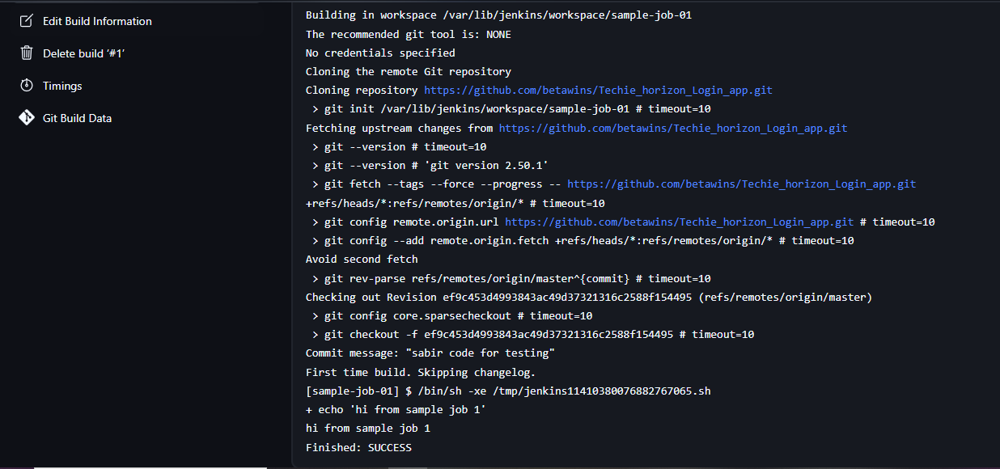 Edit Build Information
Delete build ‘#1’
Timings
Git Build Data
Building in workspace /var/lib/jenkins/workspace/sample-job-01
The recommended git tool is: NONE
No credentials specified
Cloning the remote Git repository
Cloning repository https://github.com/betawins/Techie_horizon_Login_app.git
> git init /var/lib/jenkins/workspace/sample-job-01 # timeout=10
Fetching upstream changes from https://github.com/betawins/Techie_horizon_Login_app.git
> git --version # timeout=10
> git --version # 'git version 2.50.1'
> git fetch --tags --force --progress -- https://github.com/betawins/Techie_horizon_Login_app.git
+refs/heads/*:refs/remotes/origin/* # timeout=10
> git config remote.origin.url https://github.com/betawins/Techie_horizon_Login_app.git # timeout=10
> git config --add remote.origin.fetch +refs/heads/*:refs/remotes/origin/* # timeout=10
Avoid second fetch
> git rev-parse refs/remotes/origin/master^{commit} # timeout=10
Checking out Revision ef9c453d4993843ac49d37321316c2588f154495 (refs/remotes/origin/master)
> git config core.sparsecheckout # timeout=10
> git checkout -f ef9c453d4993843ac49d37321316c2588f154495 # timeout=10
Commit message: "sabir code for testing"
First time build. Skipping changelog.
[sample-job-01] $ /bin/sh -xe /tmp/jenkins11410380076882767065.sh
+ echo 'hi from sample job 1'
hi from sample job 1
Finished: SUCCESS